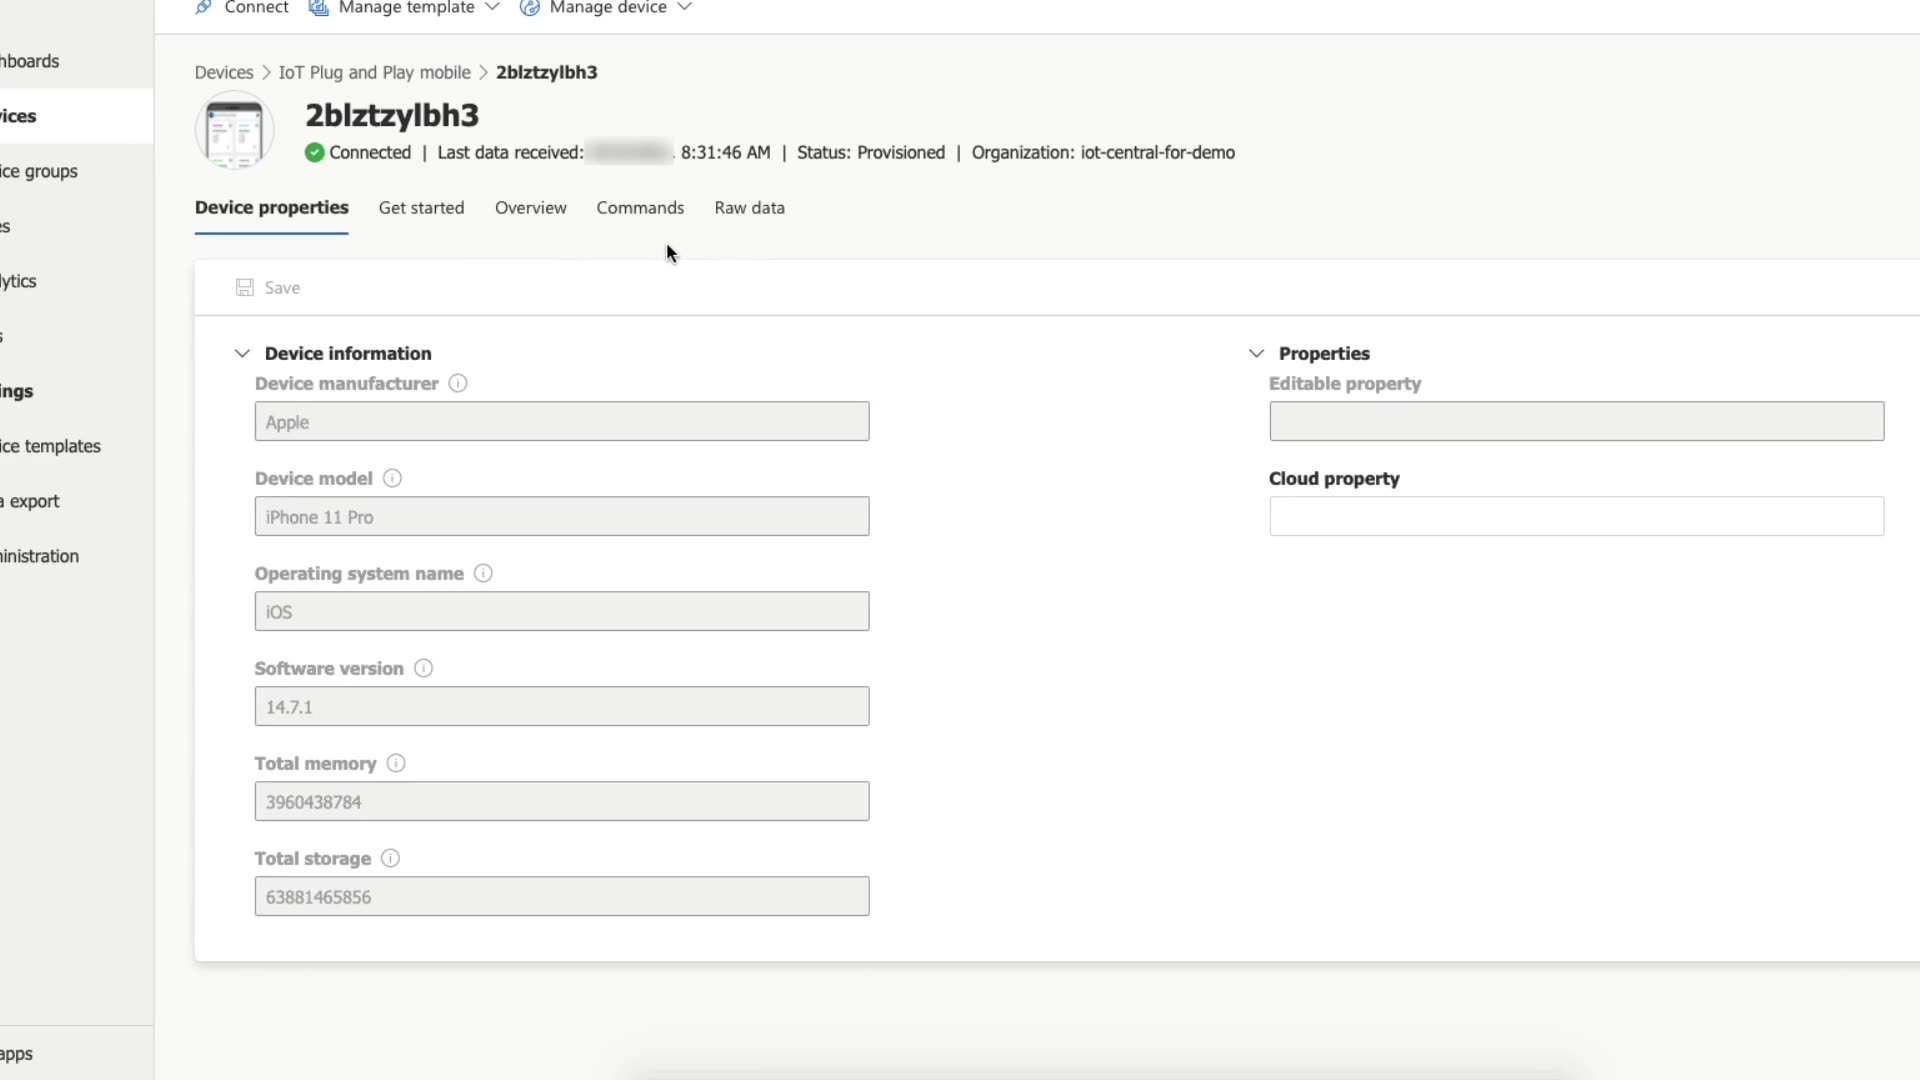 Connect Manage template Manage device
hboards
ices
ice groups
es
lytics
s
ings
ice templates
a export
inistration
apps
Devices > IoT Plug and Play mobile > 2blztzylbh3
2blztzylbh3
Connected | Last data received: 8:31:46 AM | Status: Provisioned | Organization: iot-central-for-demo
Device properties Get started Overview Commands Raw data
Save
Device information
Device manufacturer
Apple
Device model
iPhone 11 Pro
Operating system name
iOS
Software version
14.7.1
Total memory
3960438784
Total storage
63881465856
Properties
Editable property
Cloud property